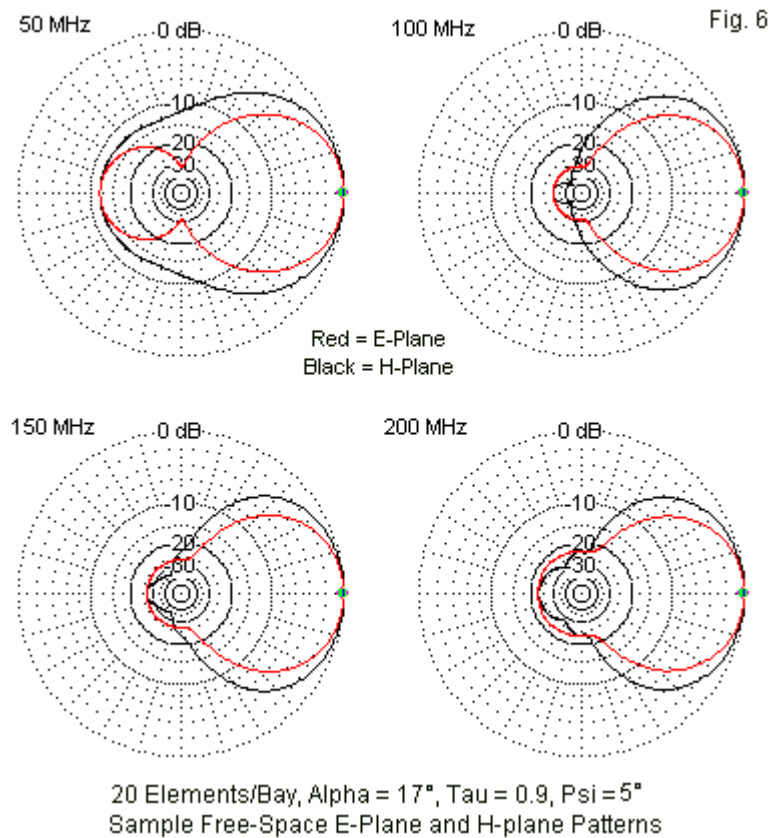 Fig. 6
50 MHz
0 dB
-10
-20
-30
100 MHz
0 dB
-10
-20
-30
Red = E-Plane
Black = H-Plane
150 MHz
0 dB
-10
-20
-30
200 MHz
0 dB
-10
-20
-30
20 Elements/Bay, Alpha = 17°, Tau = 0.9, Psi = 5°
Sample Free-Space E-Plane and H-plane Patterns